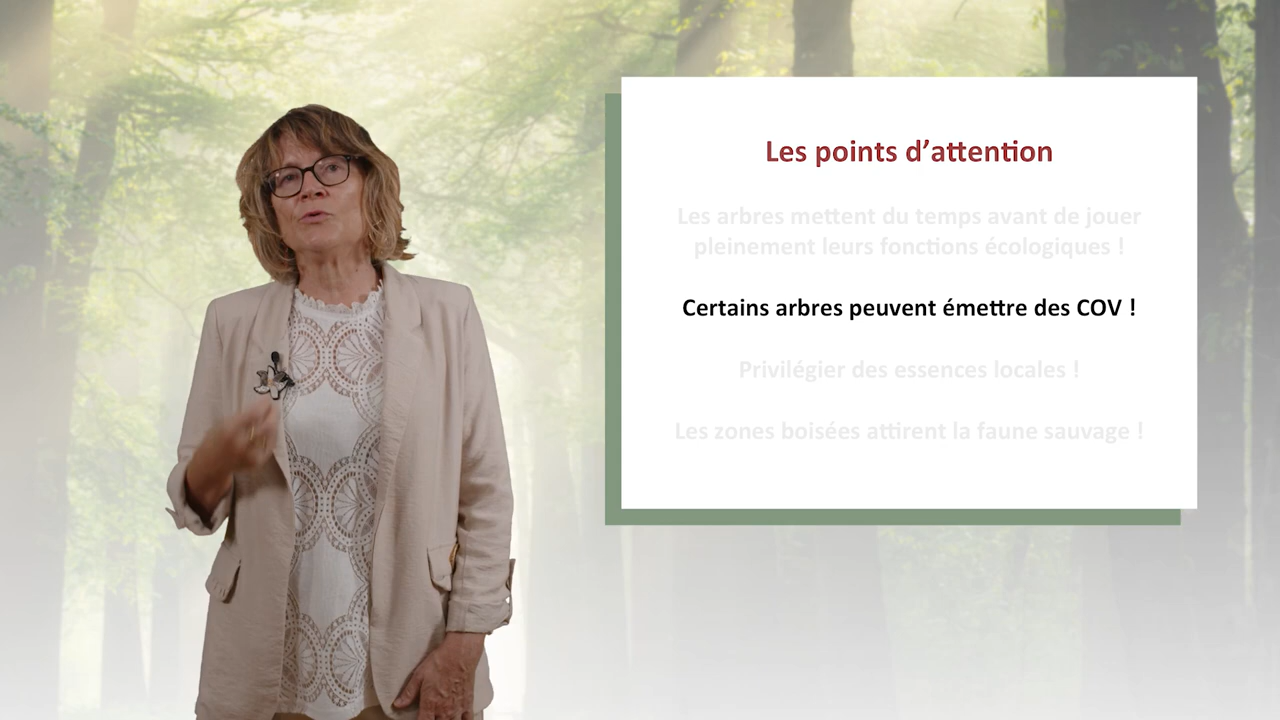 Les points d’attention
Les arbres mettent du temps avant de jouer
pleinement leurs fonctions écologiques !
Certains arbres peuvent émettre des COV !
Privilégier des essences locales !
Les zones boisées attirent la faune sauvage !